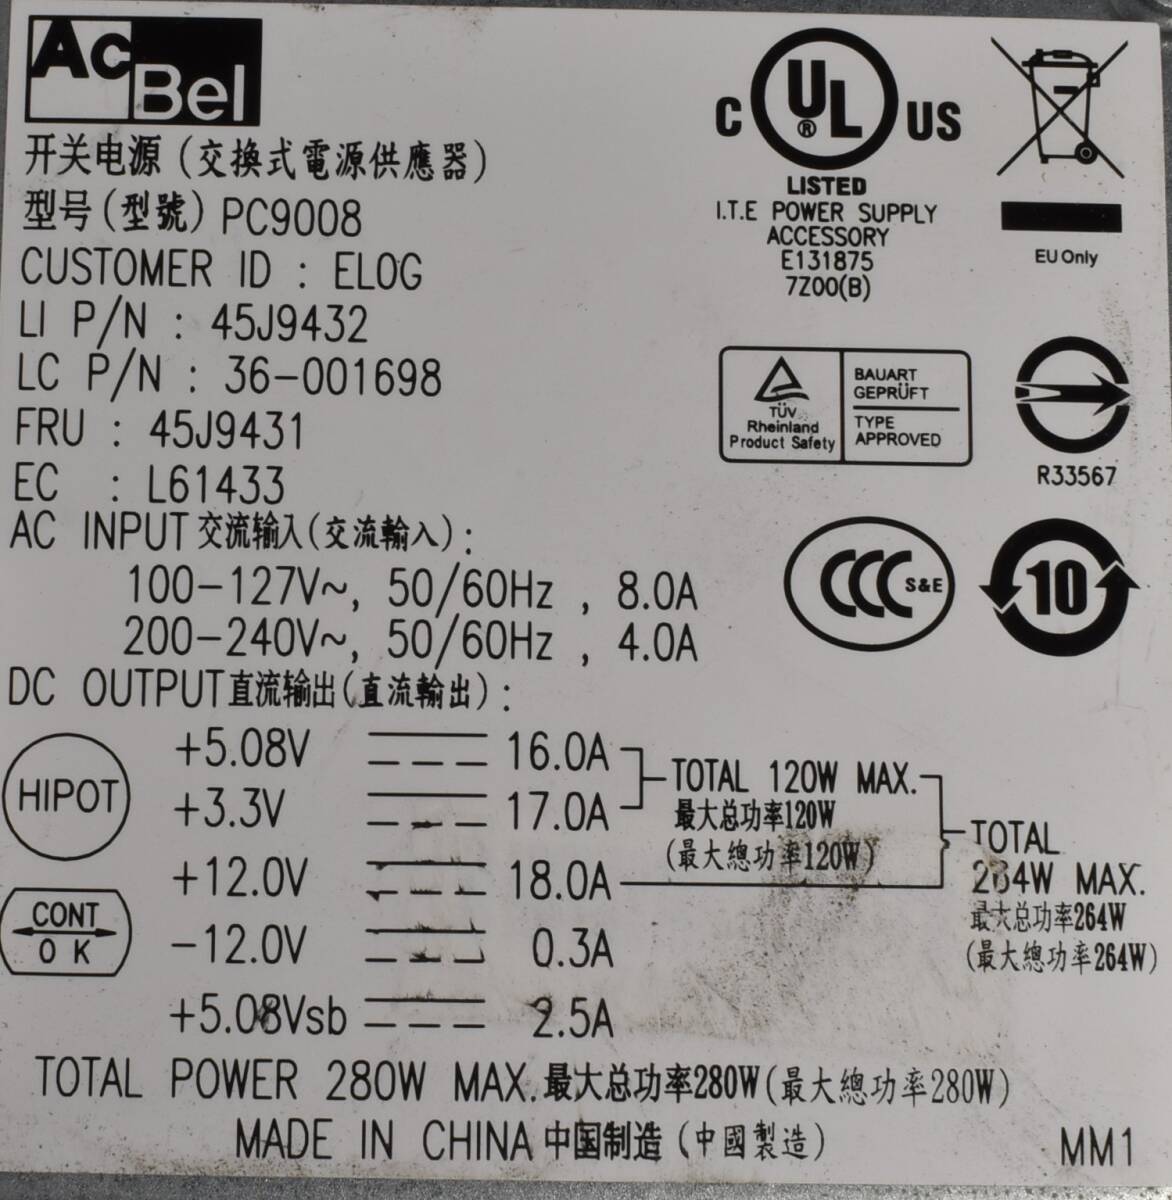 AcBel
开关电源(交換式電源供應器)
型号(型號) PC9008
CUSTOMER ID : ELOG
LI P/N : 45J9432
LC P/N : 36-001698
FRU : 45J9431
EC : L61433
AC INPUT 交流输入(交流輸入):
100-127V~, 50/60Hz , 8.0A
200-240V~, 50/60Hz , 4.0A
DC OUTPUT 直流输出(直流輸出):
HIPOT
CONT
O K
+5.08V 16.0A
+3.3V 17.0A
+12.0V 18.0A
-12.0V 0.3A
+5.08Vsb 2.5A
TOTAL 120W MAX.
最大总功率120W
(最大總功率120W)
TOTAL
264W MAX.
最大总功率264W
(最大總功率264W)
TOTAL POWER 280W MAX.最大总功率280W(最大總功率280W)
MADE IN CHINA 中国制造(中國製造)
MM1
C UL ® US
LISTED
I.T.E POWER SUPPLY
ACCESSORY
E131875
7Z00(B)
EU Only
TÜV
Rheinland
Product Safety
BAUART
GEPRÜFT
TYPE
APPROVED
R33567
CCC S&E
10